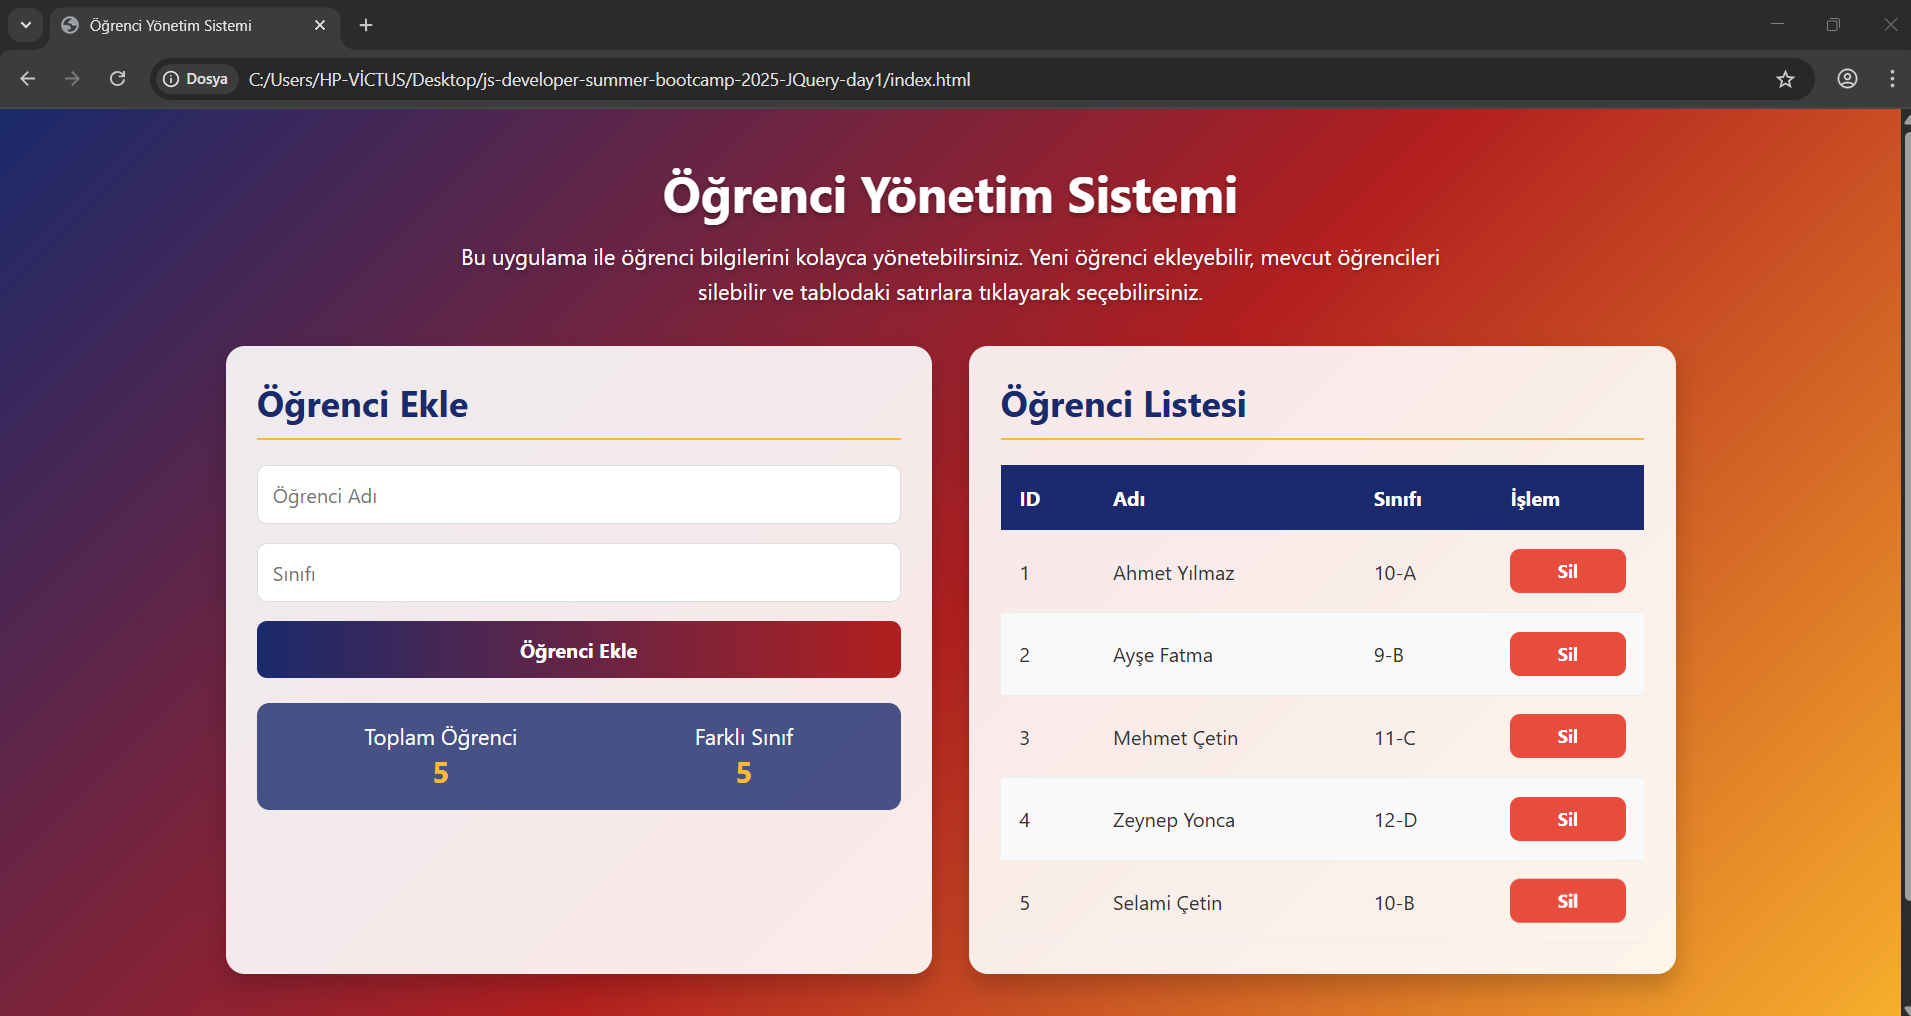 Öğrenci Yönetim Sistemi
Dosya C:/Users/HP-VİCTUS/Desktop/js-developer-summer-bootcamp-2025-JQuery-day1/index.html
Öğrenci Yönetim Sistemi
Bu uygulama ile öğrenci bilgilerini kolayca yönetebilirsiniz. Yeni öğrenci ekleyebilir, mevcut öğrencileri
silebilir ve tablodaki satırlara tıklayarak seçebilirsiniz.
Öğrenci Ekle
Öğrenci Adı
Sınıfı
Öğrenci Ekle
Toplam Öğrenci Farklı Sınıf
5 5
Öğrenci Listesi
ID Adı Sınıfı İşlem
1 Ahmet Yılmaz 10-A Sil
2 Ayşe Fatma 9-B Sil
3 Mehmet Çetin 11-C Sil
4 Zeynep Yonca 12-D Sil
5 Selami Çetin 10-B Sil